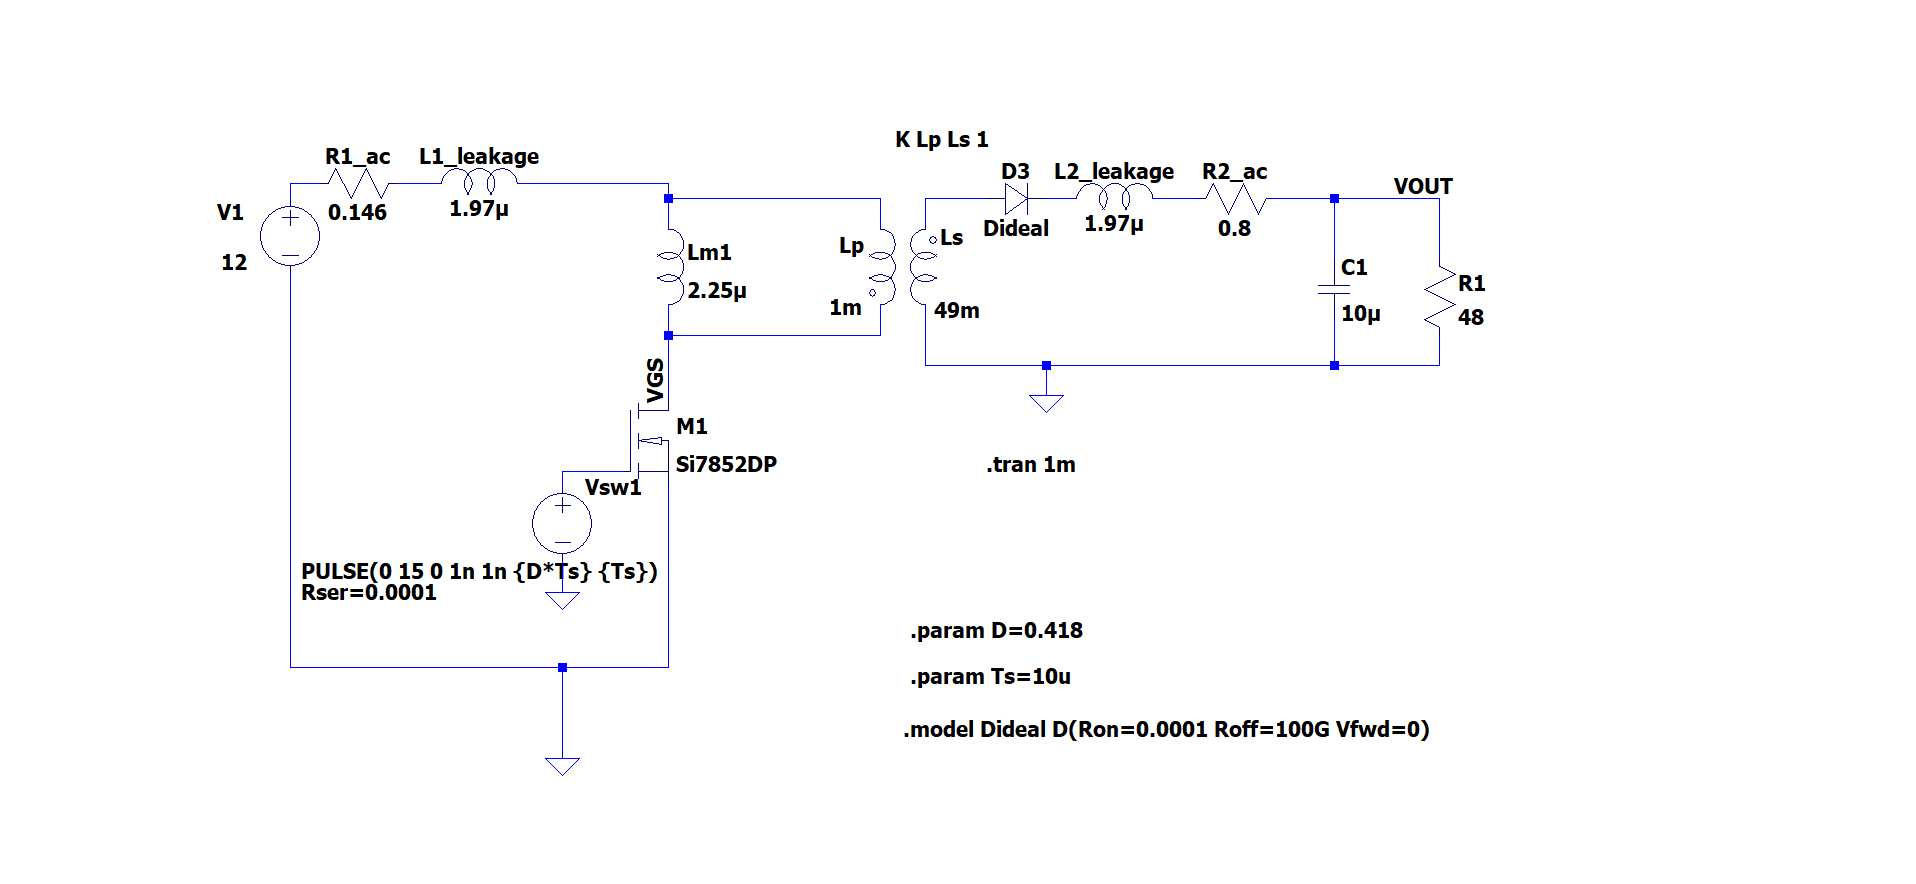 K Lp Ls 1
R1_ac
L1_leakage
0.146
1.97µ
V1
12
Lm1
2.25µ
Lp
1m
Ls
49m
D3
Dideal
L2_leakage
1.97µ
R2_ac
0.8
VOUT
C1
10µ
R1
48
VGS
M1
Si7852DP
Vsw1
PULSE(0 15 0 1n 1n {D*Ts} {Ts})
Rser=0.0001
.tran 1m
.param D=0.418
.param Ts=10u
.model Dideal D(Ron=0.0001 Roff=100G Vfwd=0)